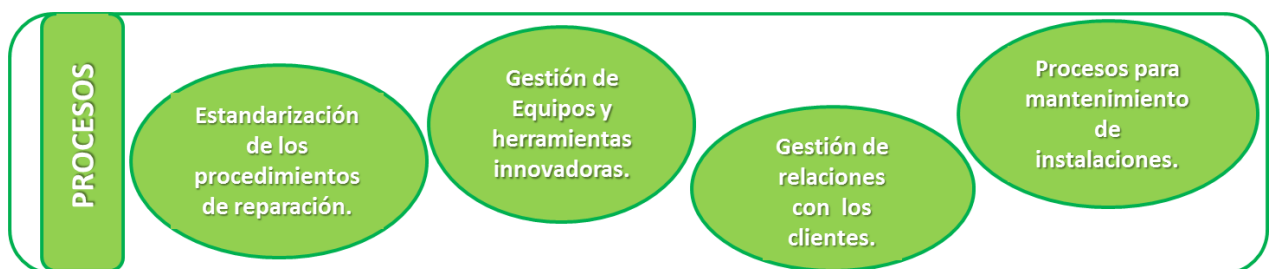 PROCESOS
Estandarización
de los
procedimientos
de reparación.
Gestión de
Equipos y
herramientas
innovadoras.
Gestión de
relaciones
con los
clientes.
Procesos para
mantenimiento
de
instalaciones.